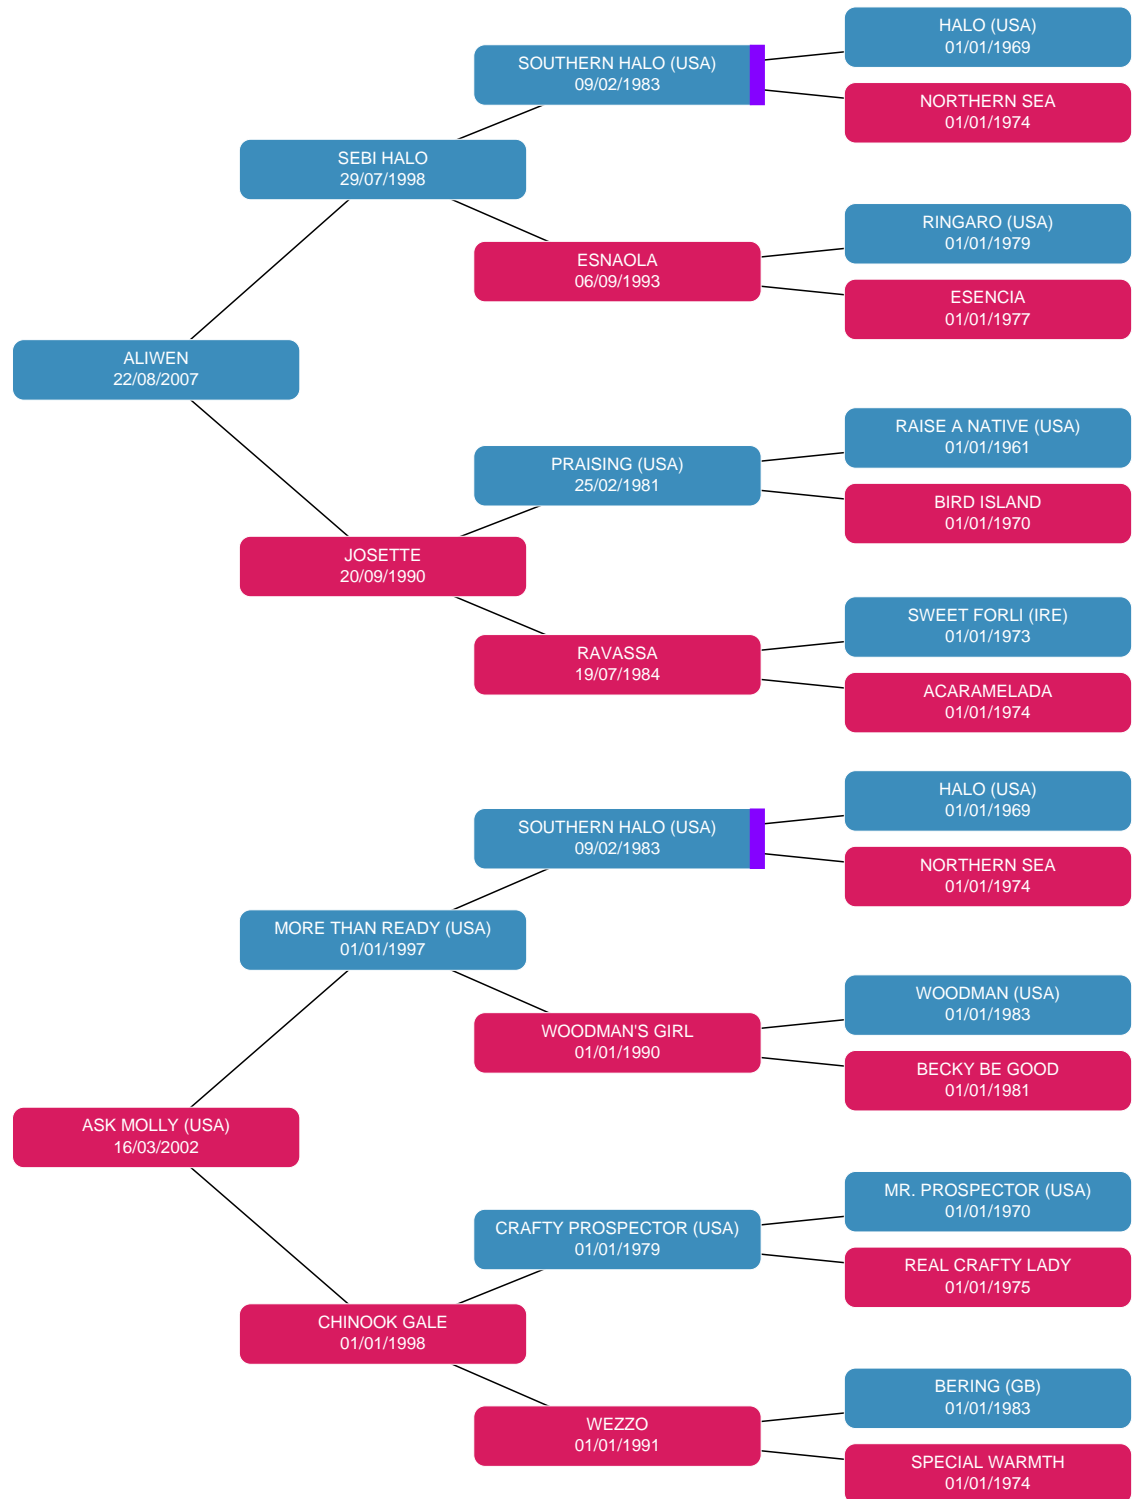 HALO (USA)
01/01/1969
SOUTHERN HALO (USA)
09/02/1983
NORTHERN SEA
01/01/1974
SEBI HALO
29/07/1998
RINGARO (USA)
01/01/1979
ESNAOLA
06/09/1993
ESENCIA
01/01/1977
ALIWEN
22/08/2007
RAISE A NATIVE (USA)
01/01/1961
PRAISING (USA)
25/02/1981
BIRD ISLAND
01/01/1970
JOSETTE
20/09/1990
SWEET FORLI (IRE)
01/01/1973
RAVASSA
19/07/1984
ACARAMELADA
01/01/1974
HALO (USA)
01/01/1969
SOUTHERN HALO (USA)
09/02/1983
NORTHERN SEA
01/01/1974
MORE THAN READY (USA)
01/01/1997
WOODMAN (USA)
01/01/1983
WOODMAN'S GIRL
01/01/1990
BECKY BE GOOD
01/01/1981
ASK MOLLY (USA)
16/03/2002
MR. PROSPECTOR (USA)
01/01/1970
CRAFTY PROSPECTOR (USA)
01/01/1979
REAL CRAFTY LADY
01/01/1975
CHINOOK GALE
01/01/1998
BERING (GB)
01/01/1983
WEZZO
01/01/1991
SPECIAL WARMTH
01/01/1974